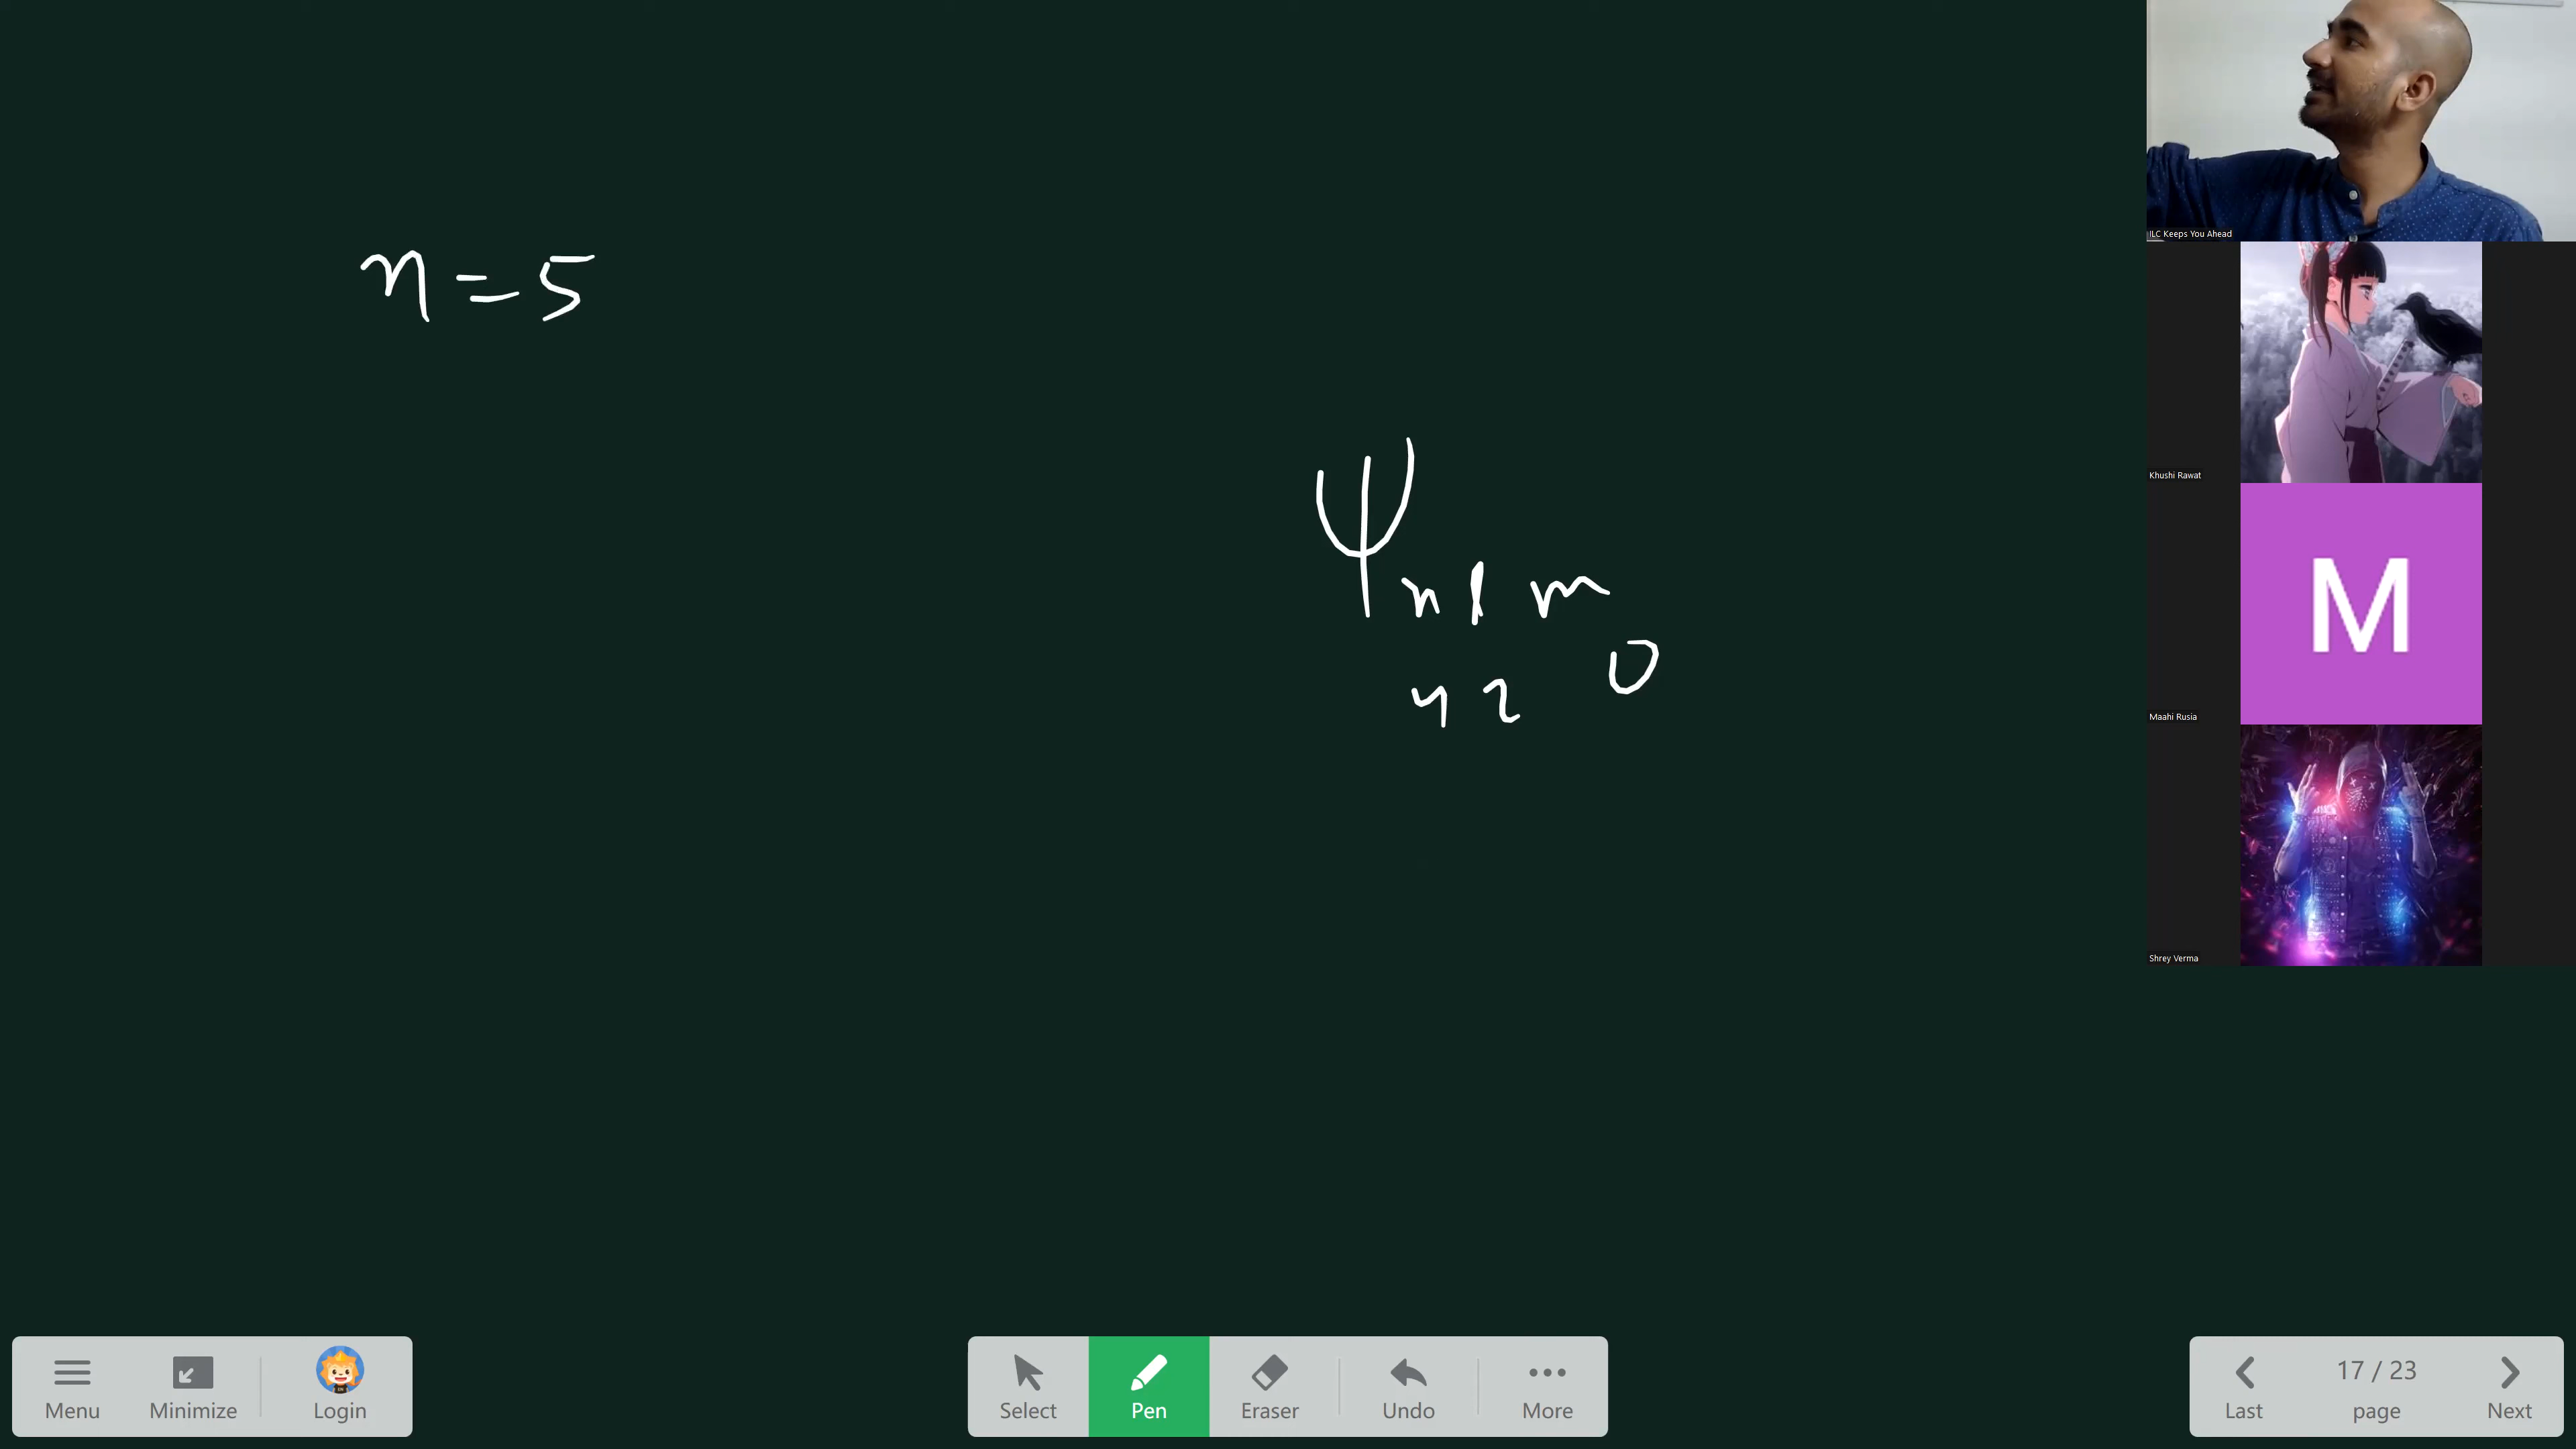 n = 5
ψ n l m
4 2 0
ILC Keeps You Ahead
Khushi Rawat
M
Maahi Rusia
Shrey Verma
Menu Minimize Login
Select Pen Eraser Undo More
17 / 23
Last page Next